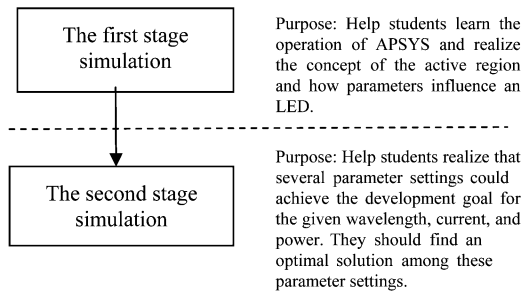 The first stage
simulation
Purpose: Help students learn the
operation of APSYS and realize
the concept of the active region
and how parameters influence an
LED.
The second stage
simulation
Purpose: Help students realize that
several parameter settings could
achieve the development goal for
the given wavelength, current, and
power. They should find an
optimal solution among these
parameter settings.